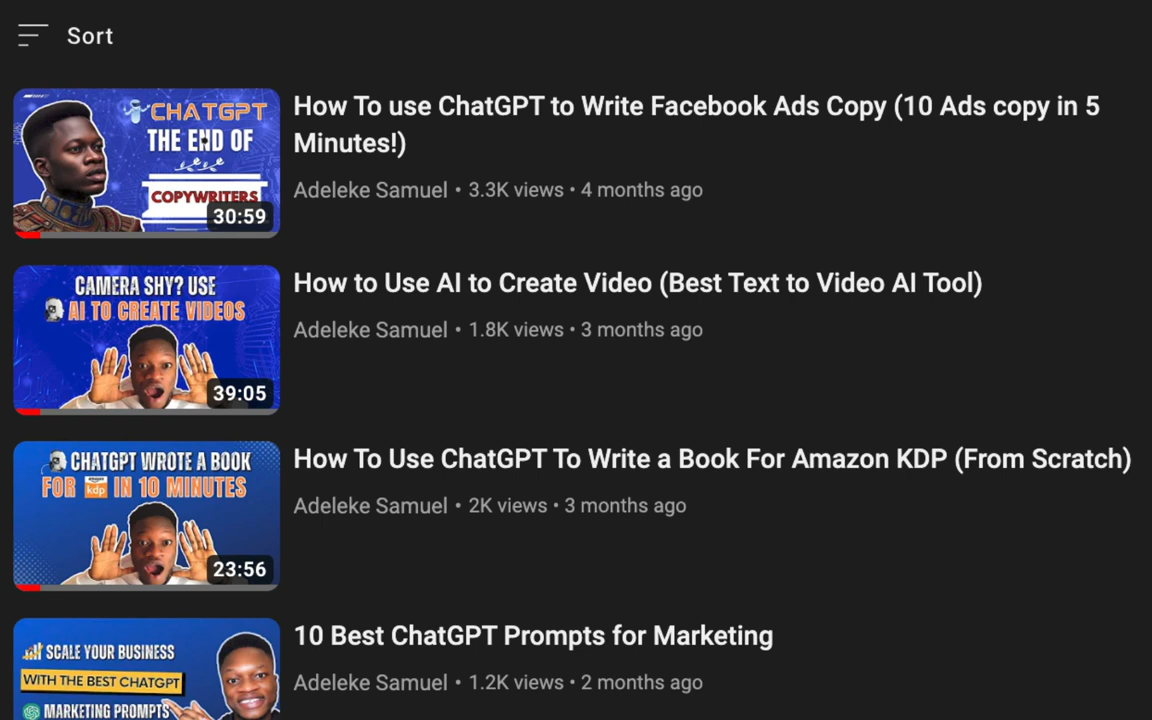 Sort
CHATGPT
THE END OF
COPYWRITERS
30:59
How To use ChatGPT to Write Facebook Ads Copy (10 Ads copy in 5
Minutes!)
Adeleke Samuel • 3.3K views • 4 months ago
CAMERA SHY? USE
AI TO CREATE VIDEOS
39:05
How to Use AI to Create Video (Best Text to Video AI Tool)
Adeleke Samuel • 1.8K views • 3 months ago
CHATGPT WROTE A BOOK
FOR amazon kdp IN 10 MINUTES
23:56
How To Use ChatGPT To Write a Book For Amazon KDP (From Scratch)
Adeleke Samuel • 2K views • 3 months ago
SCALE YOUR BUSINESS
WITH THE BEST CHATGPT
MARKETING PROMPTS
10 Best ChatGPT Prompts for Marketing
Adeleke Samuel • 1.2K views • 2 months ago